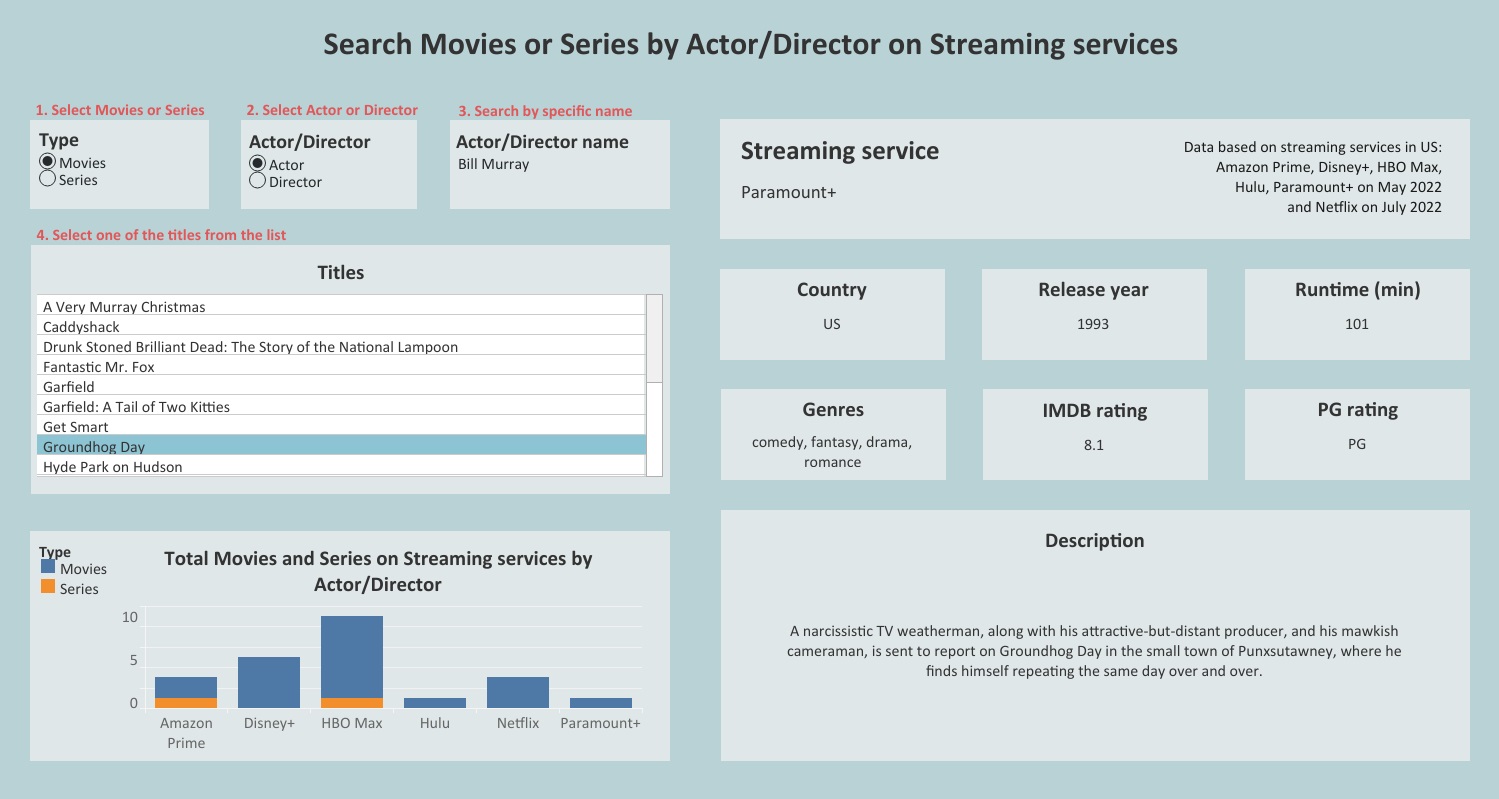 Search Movies or Series by Actor/Director on Streaming services
1. Select Movies or Series
2. Select Actor or Director
3. Search by specific name
Type
Movies
Series
Actor/Director
Actor
Director
Actor/Director name
Bill Murray
4. Select one of the titles from the list
Titles
A Very Murray Christmas
Caddyshack
Drunk Stoned Brilliant Dead: The Story of the National Lampoon
Fantastic Mr. Fox
Garfield
Garfield: A Tail of Two Kitties
Get Smart
Groundhog Day
Hyde Park on Hudson
Type
Movies
Series
Total Movies and Series on Streaming services by
Actor/Director
10
5
0
Amazon
Prime
Disney+
HBO Max
Hulu
Netflix
Paramount+
Streaming service
Paramount+
Data based on streaming services in US:
Amazon Prime, Disney+, HBO Max,
Hulu, Paramount+ on May 2022
and Netflix on July 2022
Country
US
Release year
1993
Runtime (min)
101
Genres
comedy, fantasy, drama,
romance
IMDB rating
8.1
PG rating
PG
Description
A narcissistic TV weatherman, along with his attractive-but-distant producer, and his mawkish
cameraman, is sent to report on Groundhog Day in the small town of Punxsutawney, where he
finds himself repeating the same day over and over.